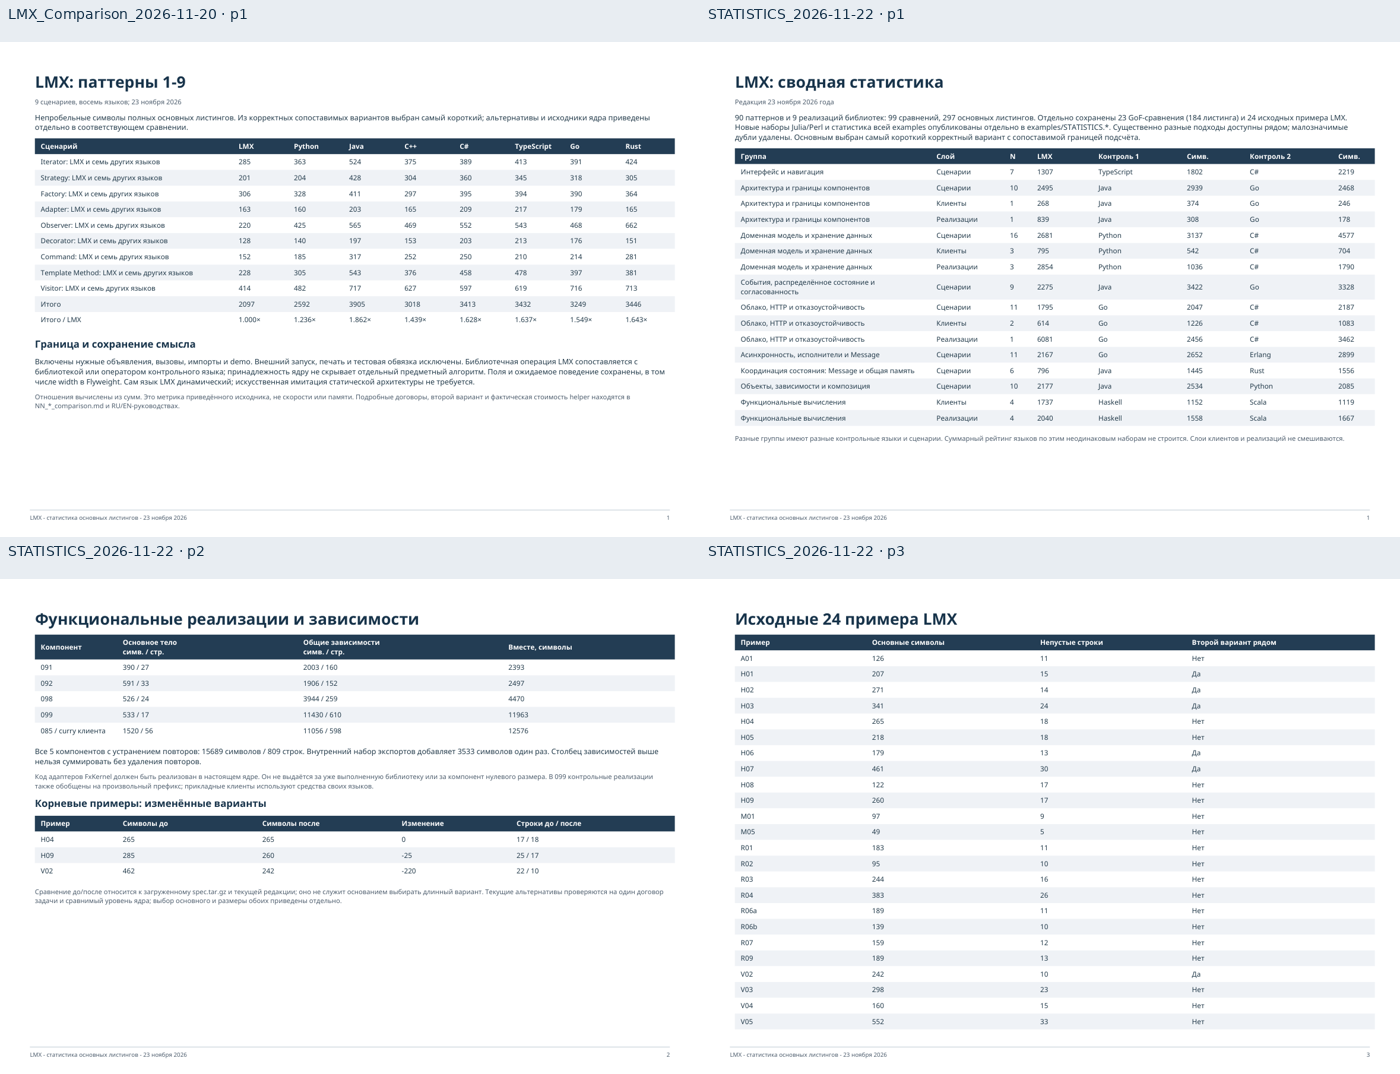 LMX_Comparison_2026-11-20 · p1
LMX: паттерны 1-9
9 сценариев, восемь языков; 23 ноября 2026
Непробельные символы полных основных листингов. Из корректных сопоставимых вариантов выбран самый короткий; альтернативы и исходники ядра приведены
отдельно в соответствующем сравнении.
Сценарий LMX Python Java C++ C# TypeScript Go Rust
Iterator: LMX и семь других языков 285 363 524 375 389 413 391 424
Strategy: LMX и семь других языков 201 204 428 304 360 345 318 305
Factory: LMX и семь других языков 306 328 411 297 395 394 390 364
Adapter: LMX и семь других языков 163 160 203 165 209 217 179 165
Observer: LMX и семь других языков 220 425 565 469 552 543 468 662
Decorator: LMX и семь других языков 128 140 197 153 203 213 176 151
Command: LMX и семь других языков 152 185 317 252 250 210 214 281
Template Method: LMX и семь других языков 228 305 543 376 458 478 397 381
Visitor: LMX и семь других языков 414 482 717 627 597 619 716 713
Итого 2097 2592 3905 3018 3413 3432 3249 3446
Итого / LMX 1.000× 1.236× 1.862× 1.439× 1.628× 1.637× 1.549× 1.643×
Граница и сохранение смысла
Включены нужные объявления, вызовы, импорты и demo. Внешний запуск, печать и тестовая обвязка исключены. Библиотечная операция LMX сопоставляется с
библиотекой или оператором контрольного языка; принадлежность ядру не скрывает отдельный предметный алгоритм. Поля и ожидаемое поведение сохранены, в том
числе width в Flyweight. Сам язык LMX динамический; искусственная имитация статической архитектуры не требуется.
Отношения вычислены из сумм. Это метрика приведённого исходника, не скорости или памяти. Подробные договоры, второй вариант и фактическая стоимость helper находятся в
NN_*_comparison.md и RU/EN-руководствах.
LMX - статистика основных листингов - 23 ноября 2026 1
STATISTICS_2026-11-22 · p1
LMX: сводная статистика
Редакция 23 ноября 2026 года
90 паттернов и 9 реализаций библиотек: 99 сравнений, 297 основных листингов. Отдельно сохранены 23 GoF-сравнения (184 листинга) и 24 исходных примера LMX.
Новые наборы Julia/Perl и статистика всей examples опубликованы отдельно в examples/STATISTICS.*. Существенно разные подходы доступны рядом; малозначимые
дубли удалены. Основным выбран самый короткий корректный вариант с сопоставимой границей подсчёта.
Группа Слой N LMX Контроль 1 Симв. Контроль 2 Симв.
Интерфейс и навигация Сценарии 7 1307 TypeScript 1802 C# 2219
Архитектура и границы компонентов Сценарии 10 2495 Java 2939 Go 2468
Архитектура и границы компонентов Клиенты 1 268 Java 374 Go 246
Архитектура и границы компонентов Реализации 1 839 Java 308 Go 178
Доменная модель и хранение данных Сценарии 16 2681 Python 3137 C# 4577
Доменная модель и хранение данных Клиенты 3 795 Python 542 C# 704
Доменная модель и хранение данных Реализации 3 2854 Python 1036 C# 1790
События, распределённое состояние и
согласованность Сценарии 9 2275 Java 3422 Go 3328
Облако, HTTP и отказоустойчивость Сценарии 11 1795 Go 2047 C# 2187
Облако, HTTP и отказоустойчивость Клиенты 2 614 Go 1226 C# 1083
Облако, HTTP и отказоустойчивость Реализации 1 6081 Go 2456 C# 3462
Асинхронность, исполнители и Message Сценарии 11 2167 Go 2652 Erlang 2899
Координация состояния: Message и общая память Сценарии 6 796 Java 1445 Rust 1556
Объекты, зависимости и композиция Сценарии 10 2177 Java 2534 Python 2085
Функциональные вычисления Клиенты 4 1737 Haskell 1152 Scala 1119
Функциональные вычисления Реализации 4 2040 Haskell 1558 Scala 1667
Разные группы имеют разные контрольные языки и сценарии. Суммарный рейтинг языков по этим неодинаковым наборам не строится. Слои клиентов и реализаций не смешиваются.
LMX - статистика основных листингов - 23 ноября 2026 1
STATISTICS_2026-11-22 · p2
Функциональные реализации и зависимости
Компонент Основное тело
симв. / стр. Общие зависимости
симв. / стр. Вместе, символы
091 390 / 27 2003 / 160 2393
092 591 / 33 1906 / 152 2497
098 526 / 24 3944 / 259 4470
099 533 / 17 11430 / 610 11963
085 / curry клиента 1520 / 56 11056 / 598 12576
Все 5 компонентов с устранением повторов: 15689 символов / 809 строк. Внутренний набор экспортов добавляет 3533 символов один раз. Столбец зависимостей выше
нельзя суммировать без удаления повторов.
Код адаптеров FxKernel должен быть реализован в настоящем ядре. Он не выдаётся за уже выполненную библиотеку или за компонент нулевого размера. В 099 контрольные реализации
также обобщены на произвольный префикс; прикладные клиенты используют средства своих языков.
Корневые примеры: изменённые варианты
Пример Символы до Символы после Изменение Строки до / после
H04 265 265 0 17 / 18
H09 285 260 -25 25 / 17
V02 462 242 -220 22 / 10
Сравнение до/после относится к загруженному spec.tar.gz и текущей редакции; оно не служит основанием выбирать длинный вариант. Текущие альтернативы проверяются на один договор
задачи и сравнимый уровень ядра; выбор основного и размеры обоих приведены отдельно.
LMX - статистика основных листингов - 23 ноября 2026 2
STATISTICS_2026-11-22 · p3
Исходные 24 примера LMX
Пример Основные символы Непустые строки Второй вариант рядом
A01 126 11 Нет
H01 207 15 Да
H02 271 14 Да
H03 341 24 Да
H04 265 18 Нет
H05 218 18 Нет
H06 179 13 Да
H07 461 30 Да
H08 122 17 Нет
H09 260 17 Нет
M01 97 9 Нет
M05 49 5 Нет
R01 183 11 Нет
R02 95 10 Нет
R03 244 16 Нет
R04 383 26 Нет
R06a 189 11 Нет
R06b 139 10 Нет
R07 159 12 Нет
R09 189 13 Нет
V02 242 10 Да
V03 298 23 Нет
V04 160 15 Нет
V05 552 33 Нет
LMX - статистика основных листингов - 23 ноября 2026 3